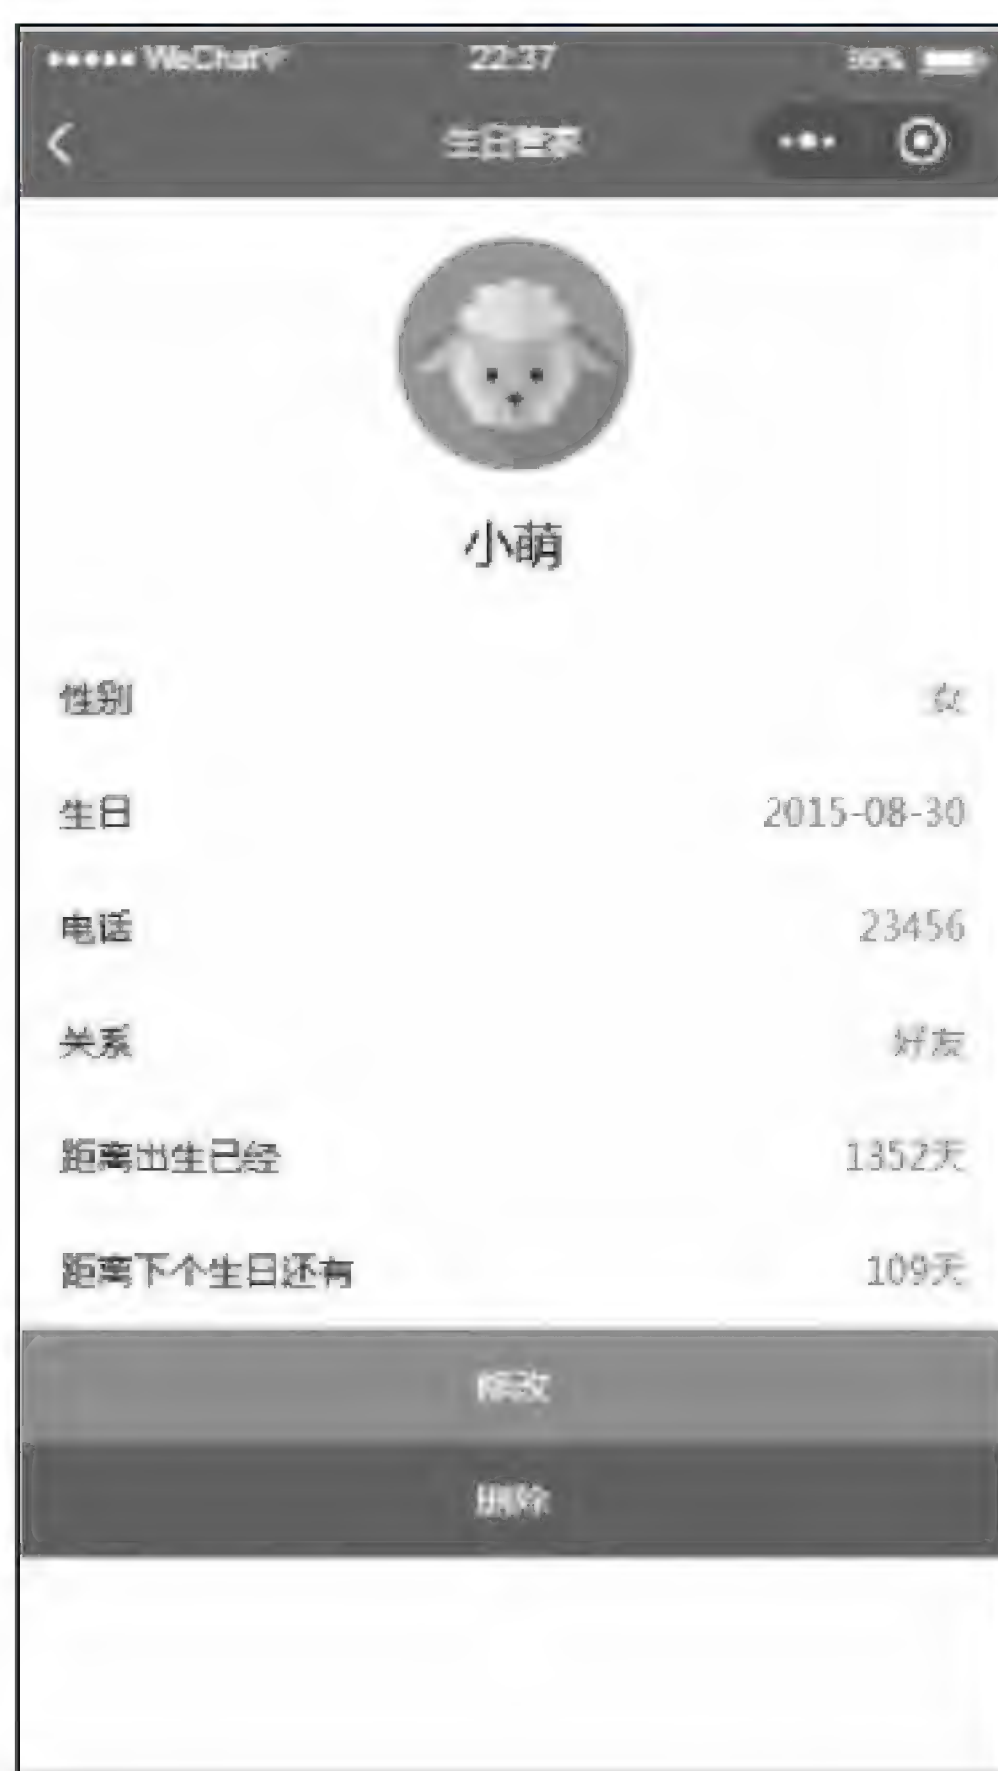 WeChat 22:37
生日管家
小萌
性别 女
生日 2015-08-30
电话 23456
关系 好友
距离出生已经 1352天
距离下个生日还有 109天
修改
删除